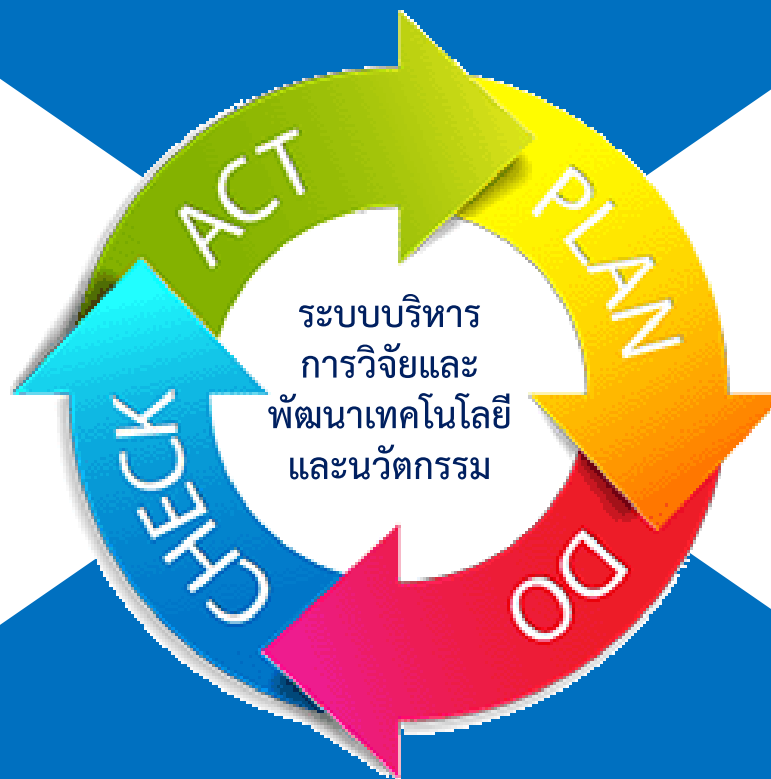 ACT
PLAN
ระบบบริหาร
การวิจัยและ
พัฒนาเทคโนโลยี
และนวัตกรรม
CHECK
DO